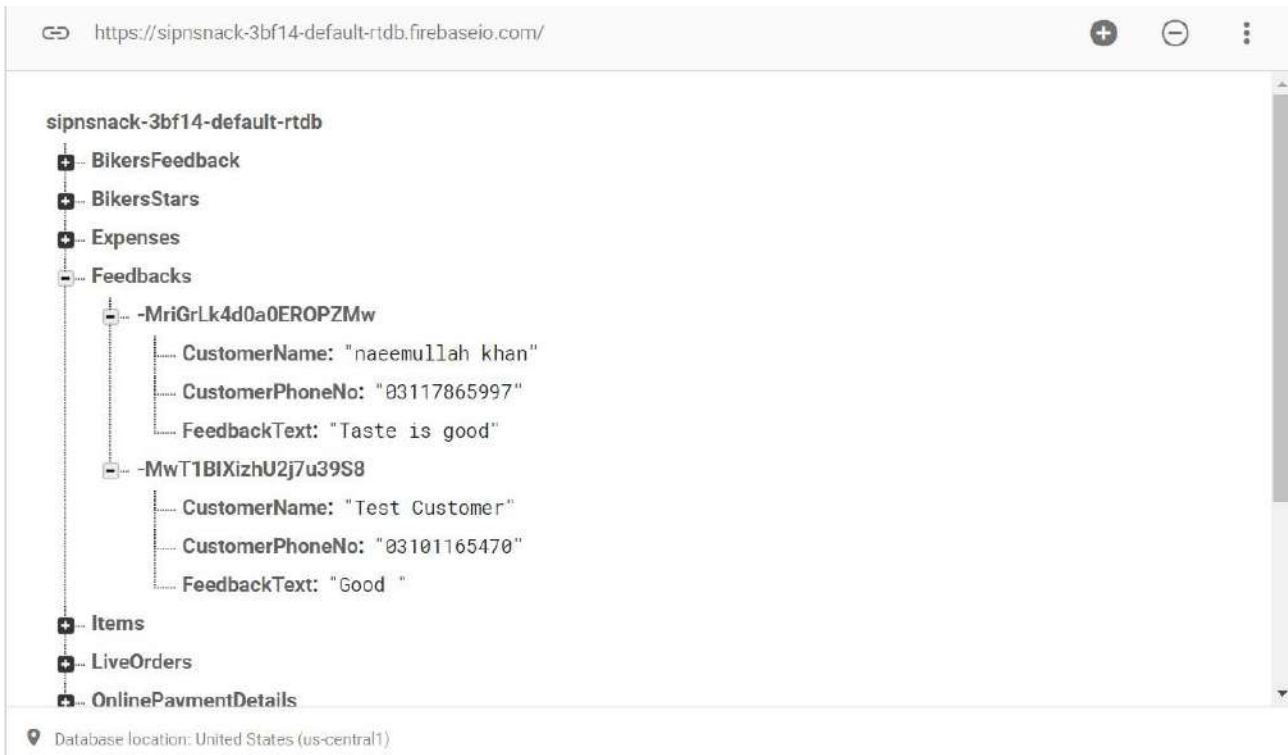 https://sipnsnack-3bf14-default-rtdb.firebaseio.com/
sipnsnack-3bf14-default-rtdb
BikersFeedback
BikersStars
Expenses
Feedbacks
-MriGrLk4d0a0EROPZMw
CustomerName: "naeemullah khan"
CustomerPhoneNo: "03117865997"
FeedbackText: "Taste is good"
-MwT1BIXizhU2j7u39S8
CustomerName: "Test Customer"
CustomerPhoneNo: "03101165470"
FeedbackText: "Good "
Items
LiveOrders
OnlinePaymentDetails
Database location: United States (us-central1)